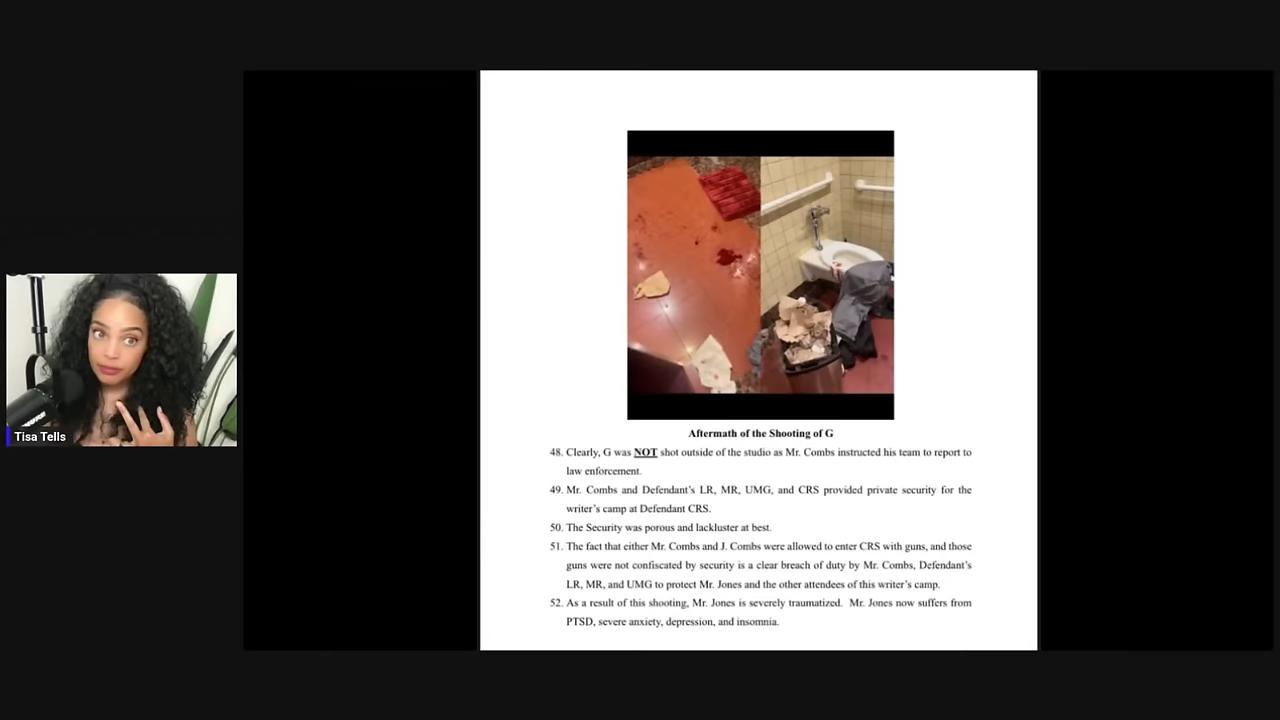 Tisa Tells
Aftermath of the Shooting of G
48. Clearly, G was NOT shot outside of the studio as Mr. Combs instructed his team to report to
law enforcement.
49. Mr. Combs and Defendant's LR, MR, UMG, and CRS provided private security for the
writer's camp at Defendant CRS.
50. The Security was porous and lackluster at best.
51. The fact that either Mr. Combs and J. Combs were allowed to enter CRS with guns, and those
guns were not confiscated by security is a clear breach of duty by Mr. Combs, Defendant's
LR, MR, and UMG to protect Mr. Jones and the other attendees of this writer's camp.
52. As a result of this shooting, Mr. Jones is severely traumatized. Mr. Jones now suffers from
PTSD, severe anxiety, depression, and insomnia.